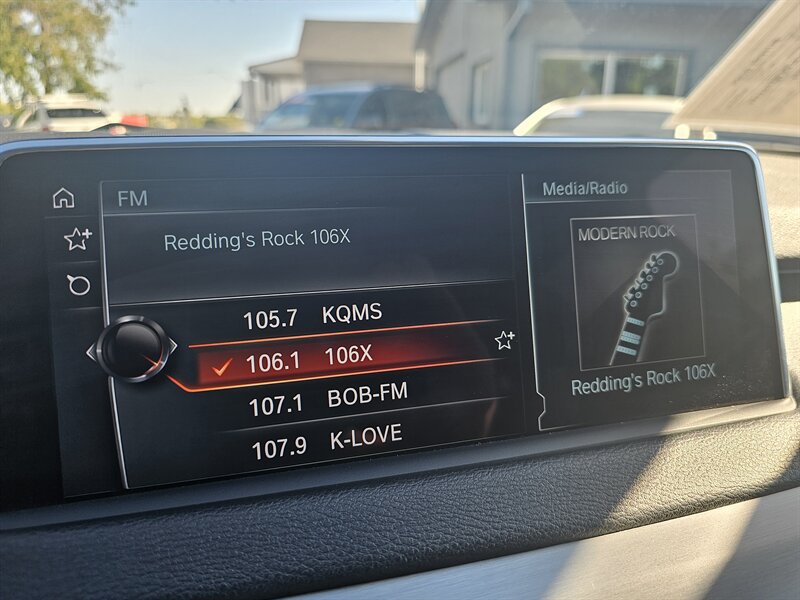 FM
Redding's Rock 106X
105.7 KQMS
106.1 106X
107.1 BOB-FM
107.9 K-LOVE
Media/Radio
MODERN ROCK
Redding's Rock 106X